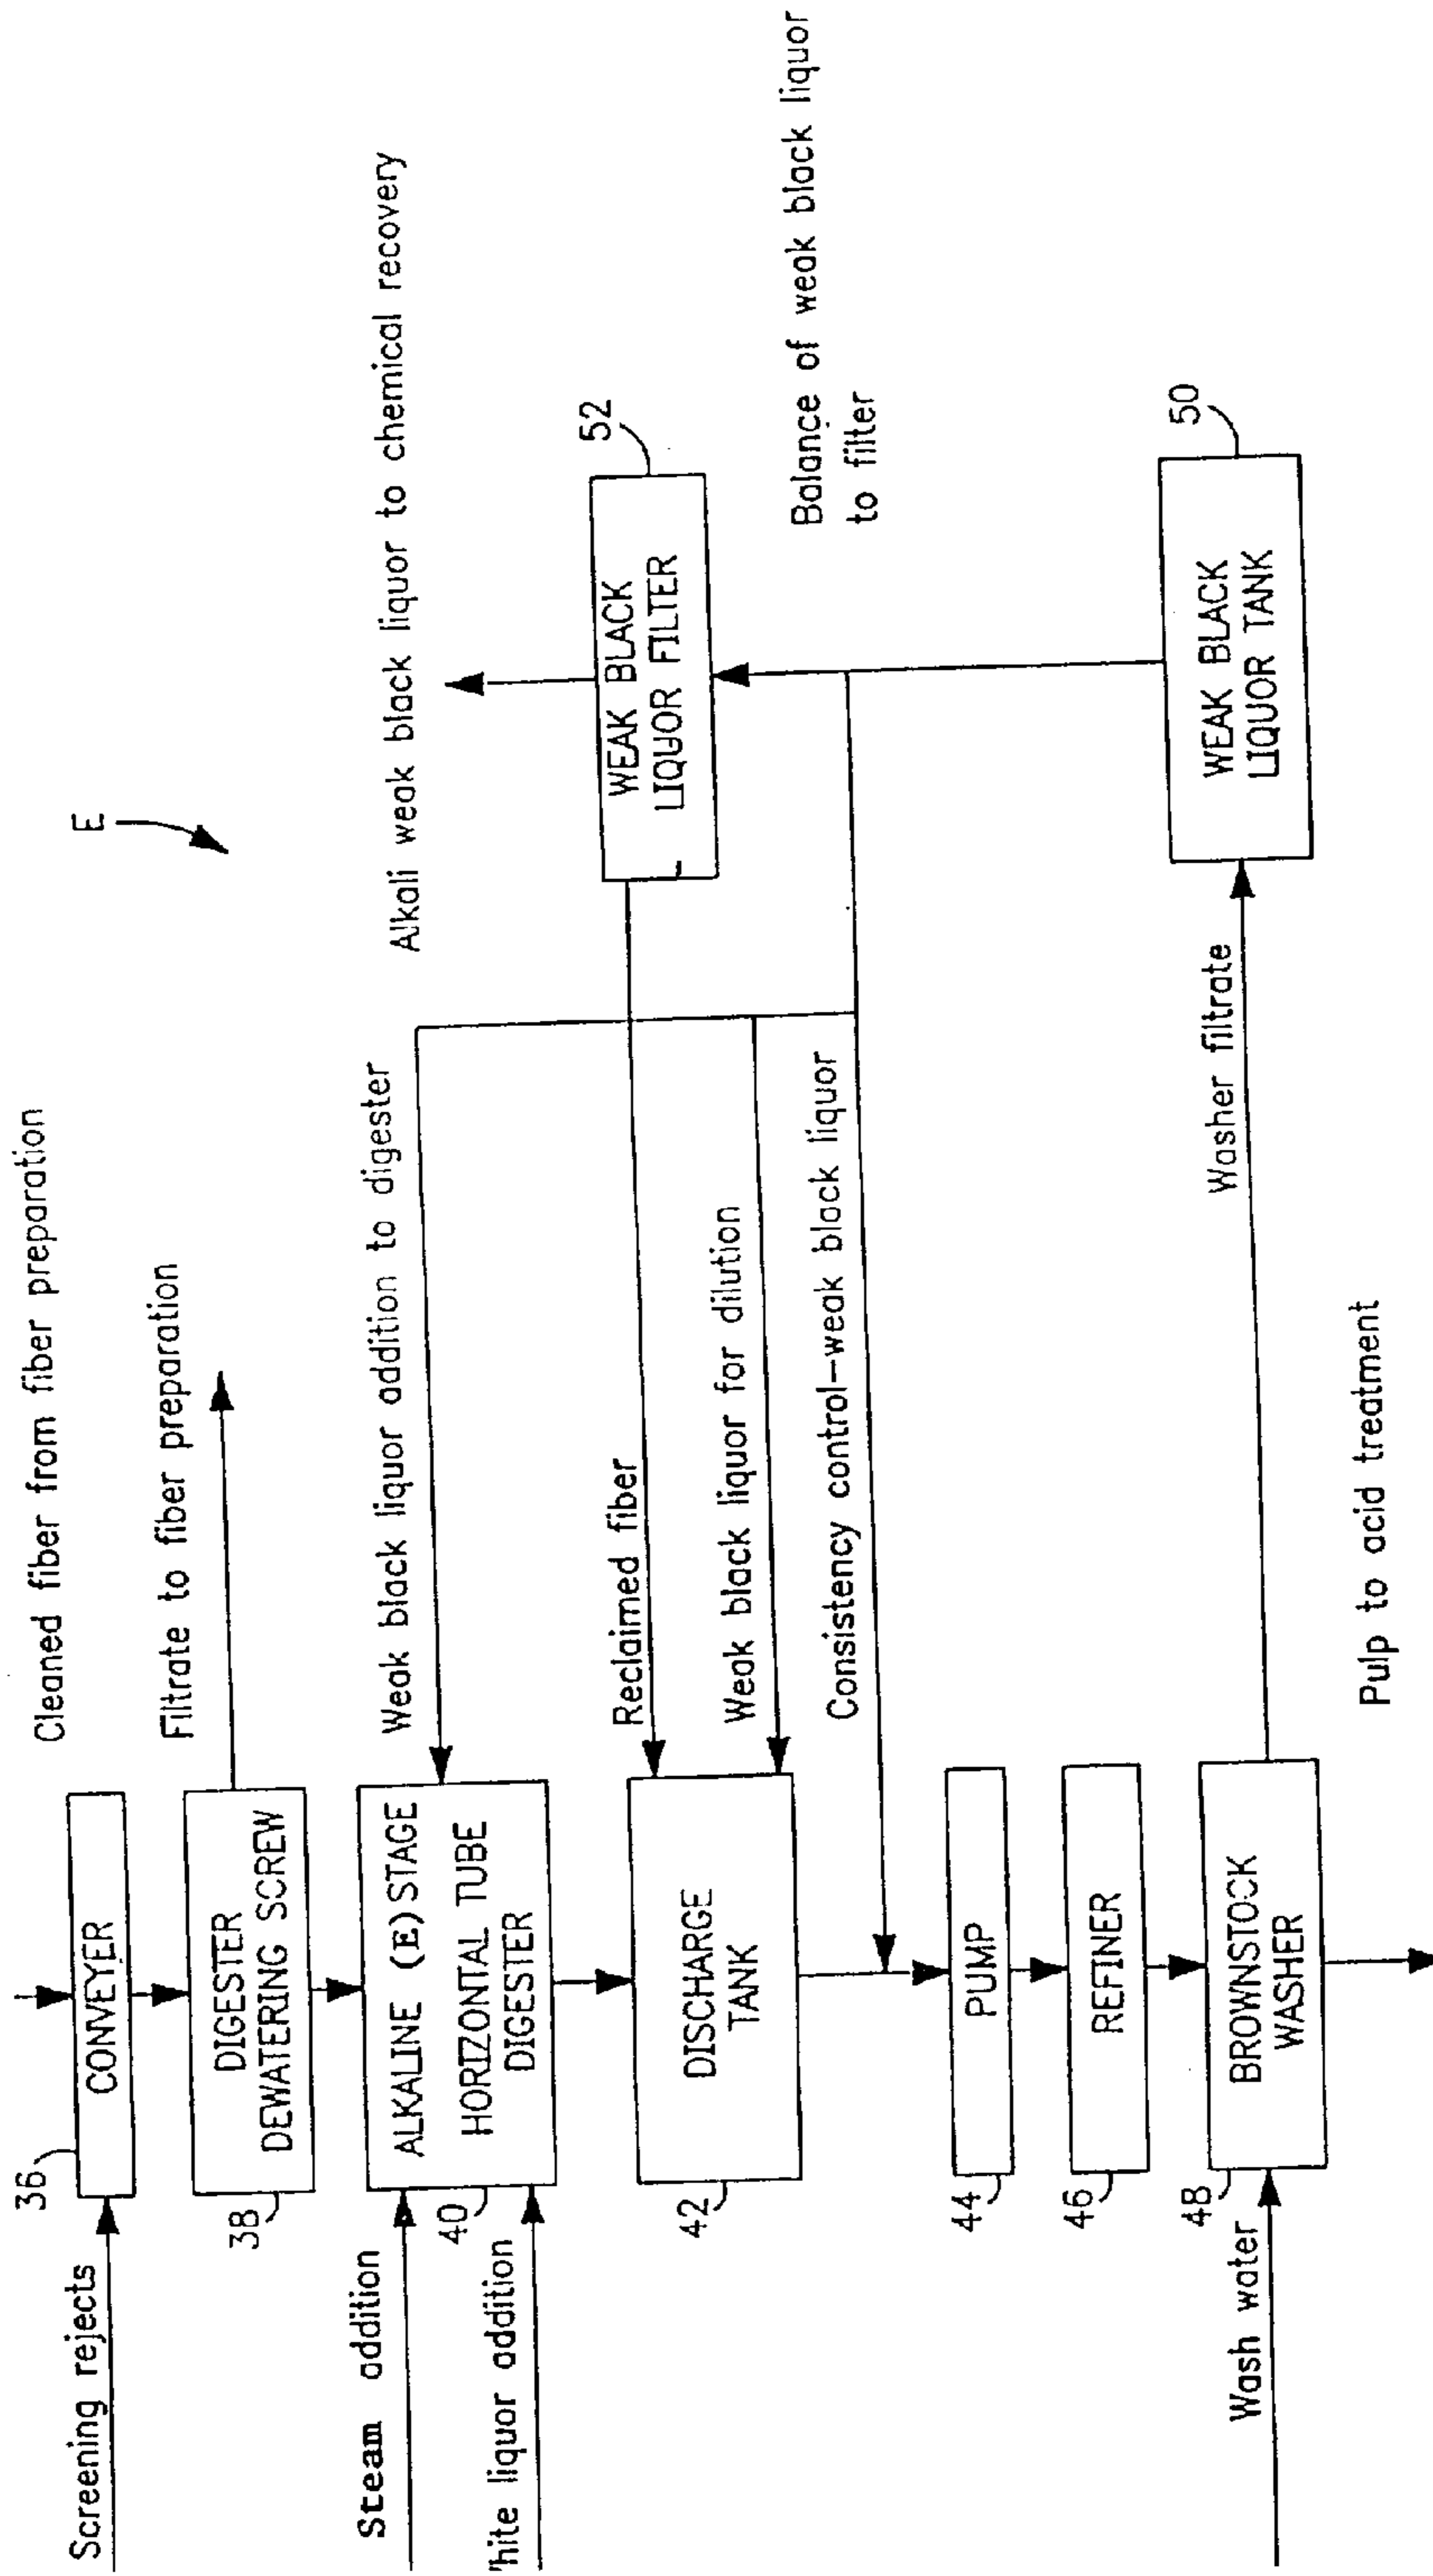 E
Cleaned fiber from fiber preparation
Screening rejects
36
CONVEYER
Filtrate to fiber preparation
38
DIGESTER
DEWATERING SCREW
Alkali weak black liquor to chemical recovery
Weak black liquor addition to digester
Steam addition
40
ALKALINE (E) STAGE
HORIZONTAL TUBE
DIGESTER
hite liquor addition
52
WEAK BLACK
LIQUOR FILTER
Reclaimed fiber
42
DISCHARGE
TANK
Weak black liquor for dilution
Balance of weak black liquor
to filter
Consistency control-weak black liquor
44
PUMP
46
REFINER
48
BROWNSTOCK
WASHER
Wash water
Washer filtrate
50
WEAK BLACK
LIQUOR TANK
Pulp to acid treatment